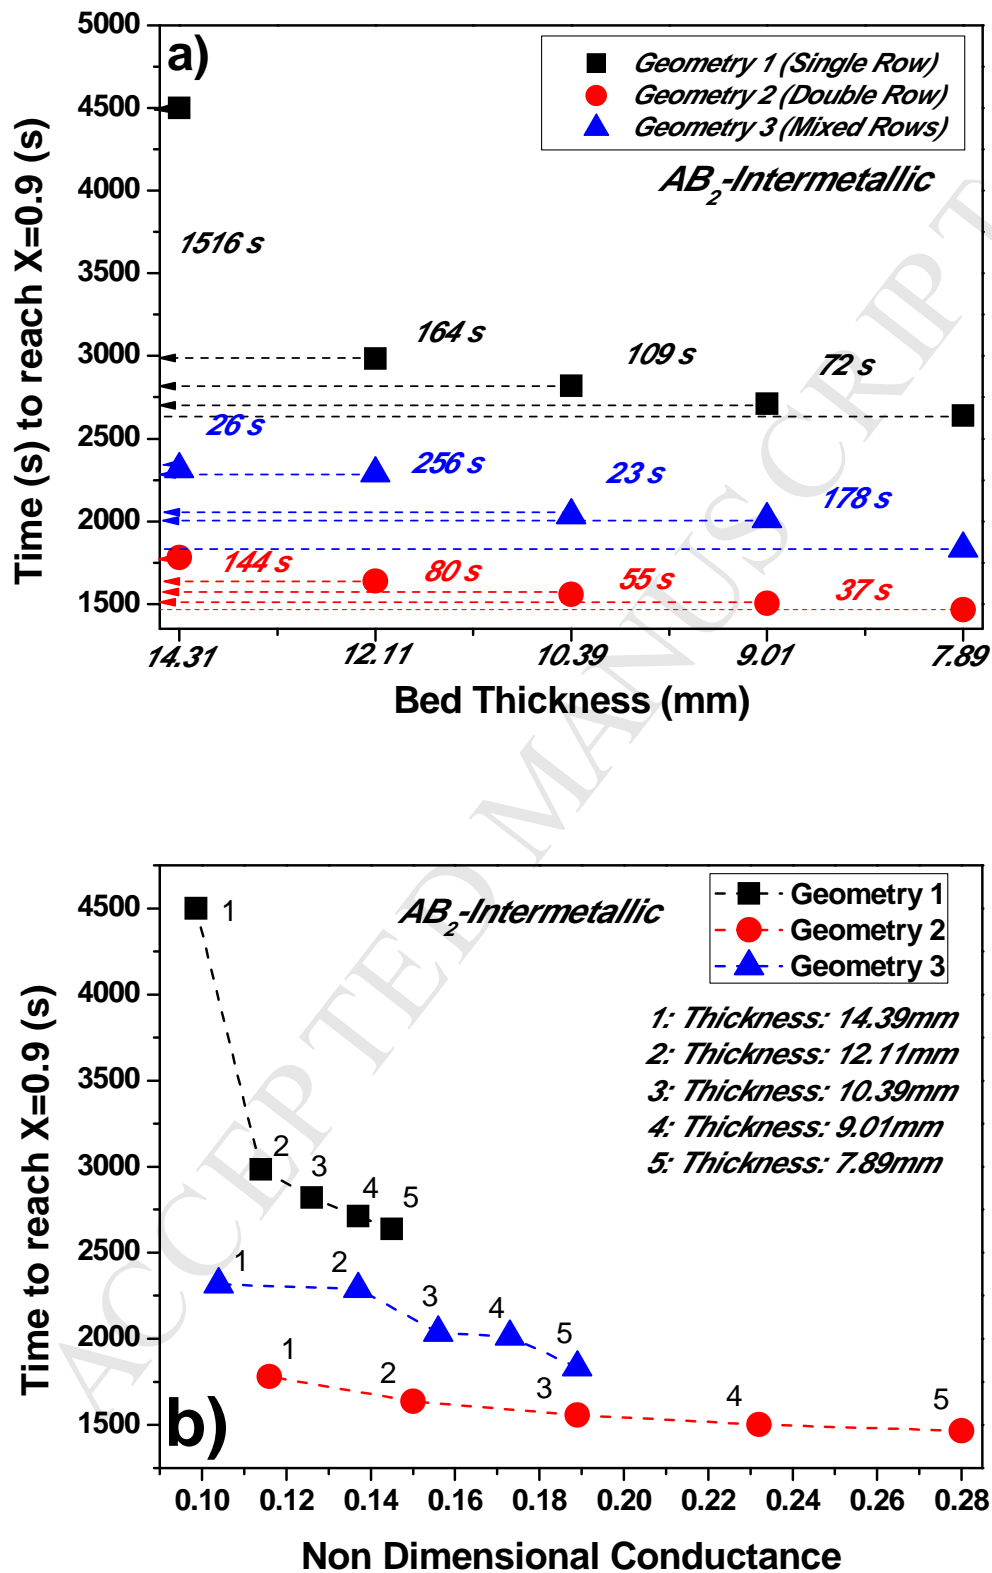 a)
Geometry 1 (Single Row)
Geometry 2 (Double Row)
Geometry 3 (Mixed Rows)
AB2-Intermetallic
Time (s) to reach X=0.9 (s)
5000
4500
4000
3500
3000
2500
2000
1500
1516 s
164 s
109 s
72 s
26 s
256 s
23 s
178 s
144 s
80 s
55 s
37 s
14.31
12.11
10.39
9.01
7.89
Bed Thickness (mm)
ACCEPTED MANUSCRIPT
b)
AB2-Intermetallic
Geometry 1
Geometry 2
Geometry 3
1: Thickness: 14.39mm
2: Thickness: 12.11mm
3: Thickness: 10.39mm
4: Thickness: 9.01mm
5: Thickness: 7.89mm
Time to reach X=0.9 (s)
4500
4000
3500
3000
2500
2000
1500
1
2
3
4
5
1
2
3
4
5
1
2
3
4
5
0.10
0.12
0.14
0.16
0.18
0.20
0.22
0.24
0.26
0.28
Non Dimensional Conductance